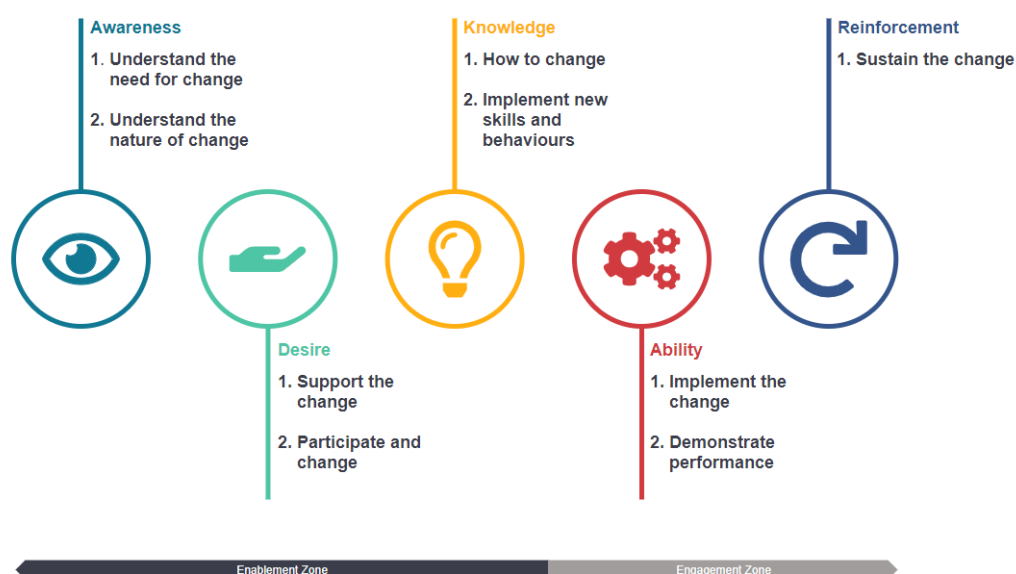 Awareness
1. Understand the
need for change
2. Understand the
nature of change
Desire
1. Support the
change
2. Participate and
change
Knowledge
1. How to change
2. Implement new
skills and
behaviours
Ability
1. Implement the
change
2. Demonstrate
performance
Reinforcement
1. Sustain the change
Enablement Zone
Engagement Zone